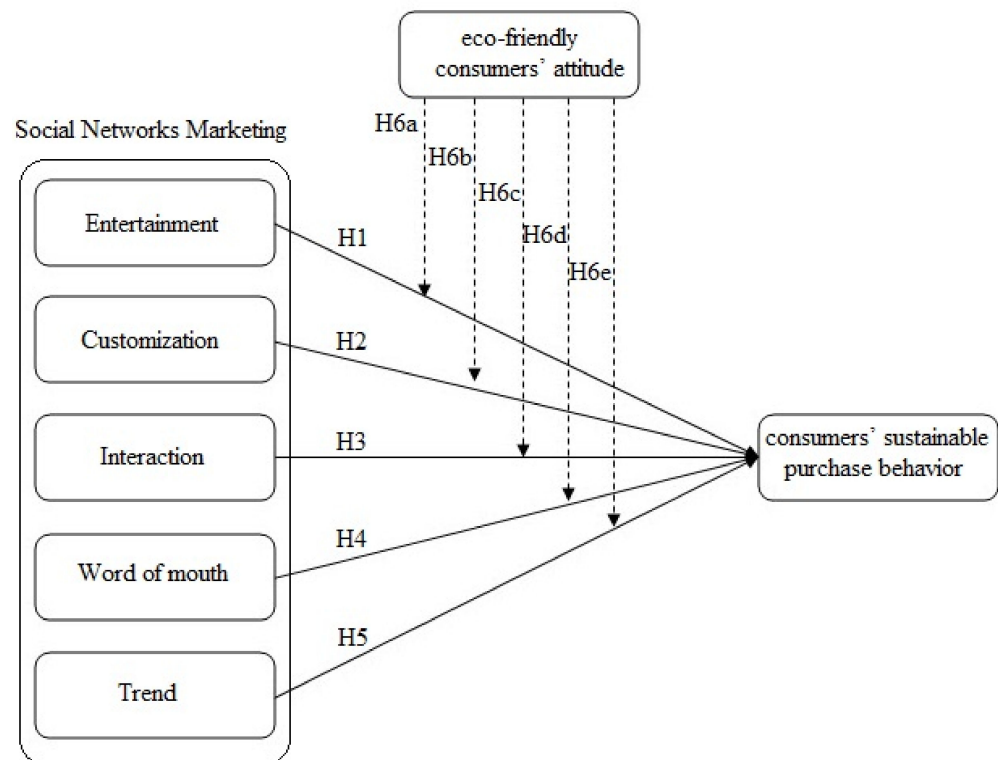 eco-friendly
consumers’ attitude
Social Networks Marketing
H6a
H6b
H6c
H6d
H6e
Entertainment
H1
Customization
H2
Interaction
H3
consumers’ sustainable
purchase behavior
Word of mouth
H4
Trend
H5